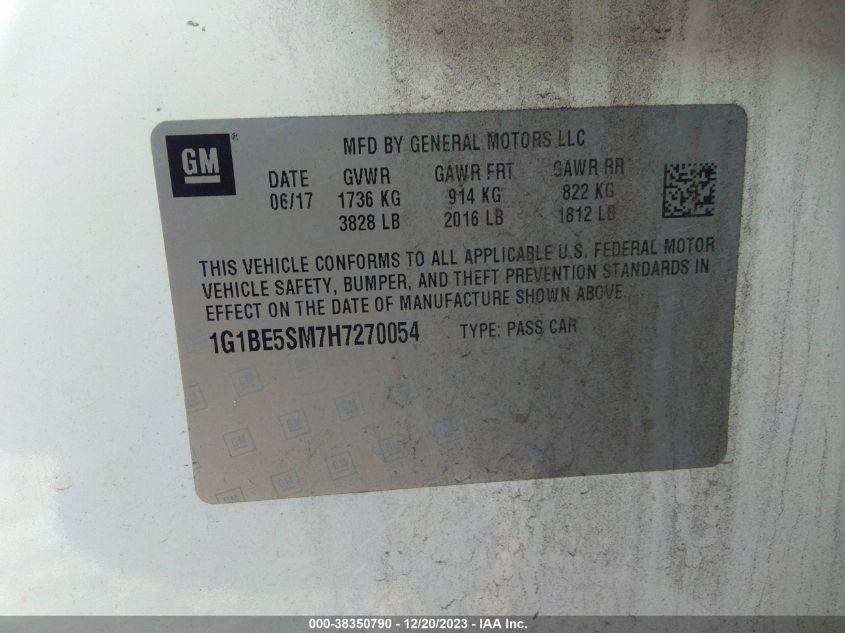 GM ®
MFD BY GENERAL MOTORS LLC
DATE GVWR GAWR FRT GAWR RR
06/17 1736 KG 914 KG 822 KG
3828 LB 2016 LB 1812 LB
THIS VEHICLE CONFORMS TO ALL APPLICABLE U.S. FEDERAL MOTOR
VEHICLE SAFETY, BUMPER, AND THEFT PREVENTION STANDARDS IN
EFFECT ON THE DATE OF MANUFACTURE SHOWN ABOVE.
1G1BE5SM7H7270054 TYPE: PASS CAR
000-38350790 - 12/20/2023 - IAA Inc.